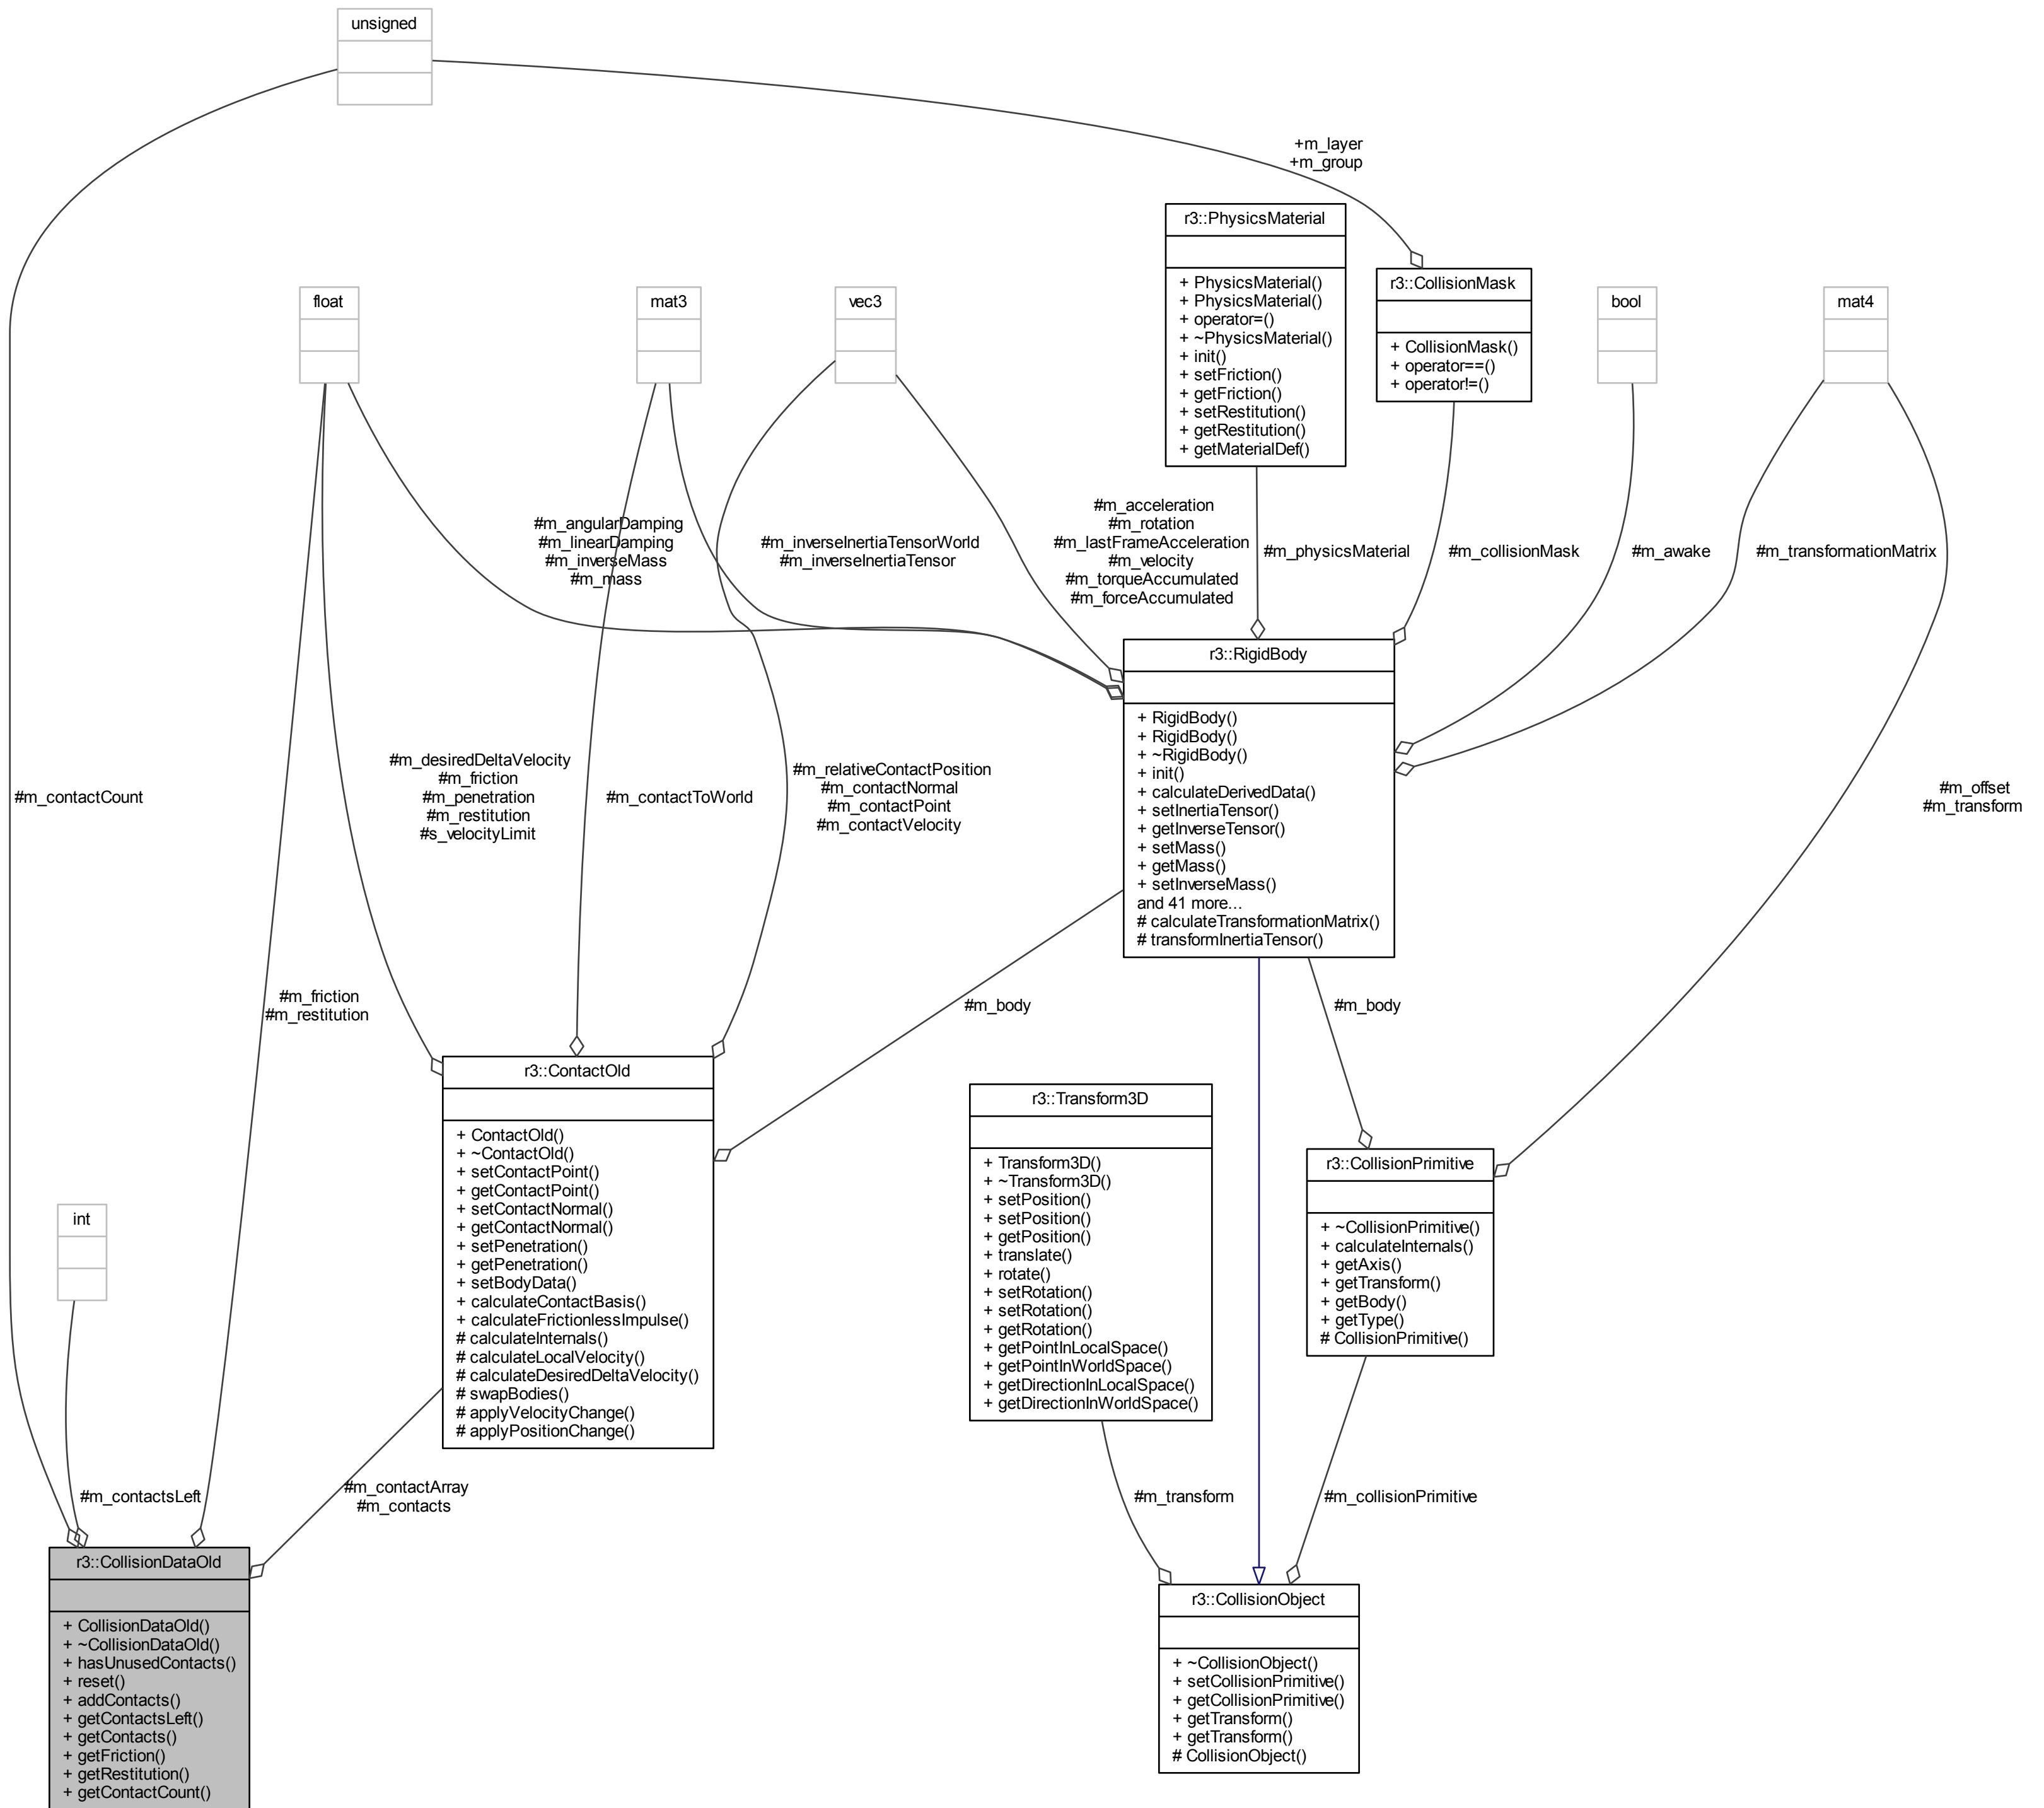 unsigned
+m_layer
+m_group
r3::PhysicsMaterial
+ PhysicsMaterial()
+ PhysicsMaterial()
+ operator=()
+ ~PhysicsMaterial()
+ init()
+ setFriction()
+ getFriction()
+ setRestitution()
+ getRestitution()
+ getMaterialDef()
r3::CollisionMask
+ CollisionMask()
+ operator==()
+ operator!=()
float
mat3
vec3
bool
mat4
#m_angularDamping
#m_linearDamping
#m_inverseMass
#m_mass
#m_inverseInertiaTensorWorld
#m_inverseInertiaTensor
#m_acceleration
#m_rotation
#m_lastFrameAcceleration
#m_velocity
#m_torqueAccumulated
#m_forceAccumulated
#m_physicsMaterial
#m_collisionMask
#m_awake
#m_transformationMatrix
r3::RigidBody
+ RigidBody()
+ RigidBody()
+ ~RigidBody()
+ init()
+ calculateDerivedData()
+ setInertiaTensor()
+ getInverseTensor()
+ setMass()
+ getMass()
+ setInverseMass()
and 41 more...
# calculateTransformationMatrix()
# transformInertiaTensor()
#m_contactCount
#m_desiredDeltaVelocity
#m_friction
#m_penetration
#m_restitution
#s_velocityLimit
#m_contactToWorld
#m_relativeContactPosition
#m_contactNormal
#m_contactPoint
#m_contactVelocity
#m_offset
#m_transform
#m_friction
#m_restitution
#m_body
#m_body
r3::ContactOld
+ ContactOld()
+ ~ContactOld()
+ setContactPoint()
+ getContactPoint()
+ setContactNormal()
+ getContactNormal()
+ setPenetration()
+ getPenetration()
+ setBodyData()
+ calculateContactBasis()
+ calculateFrictionlessImpulse()
# calculateInternals()
# calculateLocalVelocity()
# calculateDesiredDeltaVelocity()
# swapBodies()
# applyVelocityChange()
# applyPositionChange()
r3::Transform3D
+ Transform3D()
+ ~Transform3D()
+ setPosition()
+ setPosition()
+ getPosition()
+ translate()
+ rotate()
+ setRotation()
+ setRotation()
+ getRotation()
+ getPointInLocalSpace()
+ getPointInWorldSpace()
+ getDirectionInLocalSpace()
+ getDirectionInWorldSpace()
r3::CollisionPrimitive
+ ~CollisionPrimitive()
+ calculateInternals()
+ getAxis()
+ getTransform()
+ getBody()
+ getType()
# CollisionPrimitive()
int
#m_contactsLeft
#m_contactArray
#m_contacts
#m_transform
#m_collisionPrimitive
r3::CollisionDataOld
+ CollisionDataOld()
+ ~CollisionDataOld()
+ hasUnusedContacts()
+ reset()
+ addContacts()
+ getContactsLeft()
+ getContacts()
+ getFriction()
+ getRestitution()
+ getContactCount()
r3::CollisionObject
+ ~CollisionObject()
+ setCollisionPrimitive()
+ getCollisionPrimitive()
+ getTransform()
+ getTransform()
# CollisionObject()